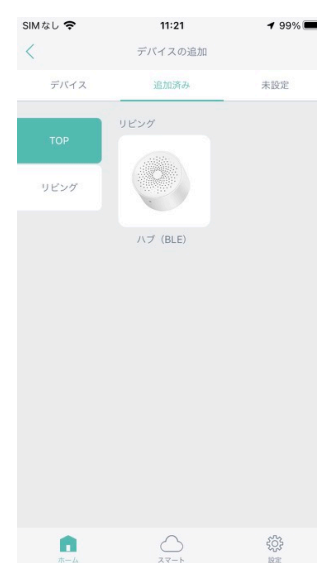 SIMなし 11:21 99%
デバイスの追加
デバイス 追加済み 未設定
TOP
リビング
リビング
ハブ（BLE）
ホーム スマート 設定